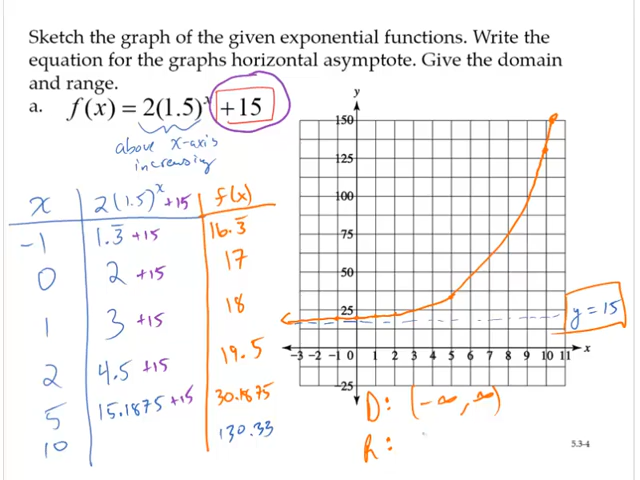 Sketch the graph of the given exponential functions. Write the
equation for the graphs horizontal asymptote. Give the domain
and range.
a. f(x) = 2(1.5)^x + 15
above x-axis
increasing
x 2(1.5)^x +15 f(x)
-1 1.3̅ +15 16.3̅
0 2 +15 17
1 3 +15 18
2 4.5 +15 19.5
5 15.1875 +15 30.1875
10 130.33
y
150
125
100
75
50
25
-3 -2 -1 0 1 2 3 4 5 6 7 8 9 10 11 x
-25
y = 15
D: (-∞, ∞)
R:
5.3-4